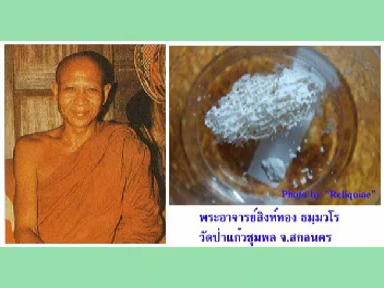 Photo by "Reliquiae"
พระอาจารย์สิงห์ทอง ธมฺมวโร
วัดป่าแก้วชุมพล จ.สกลนคร